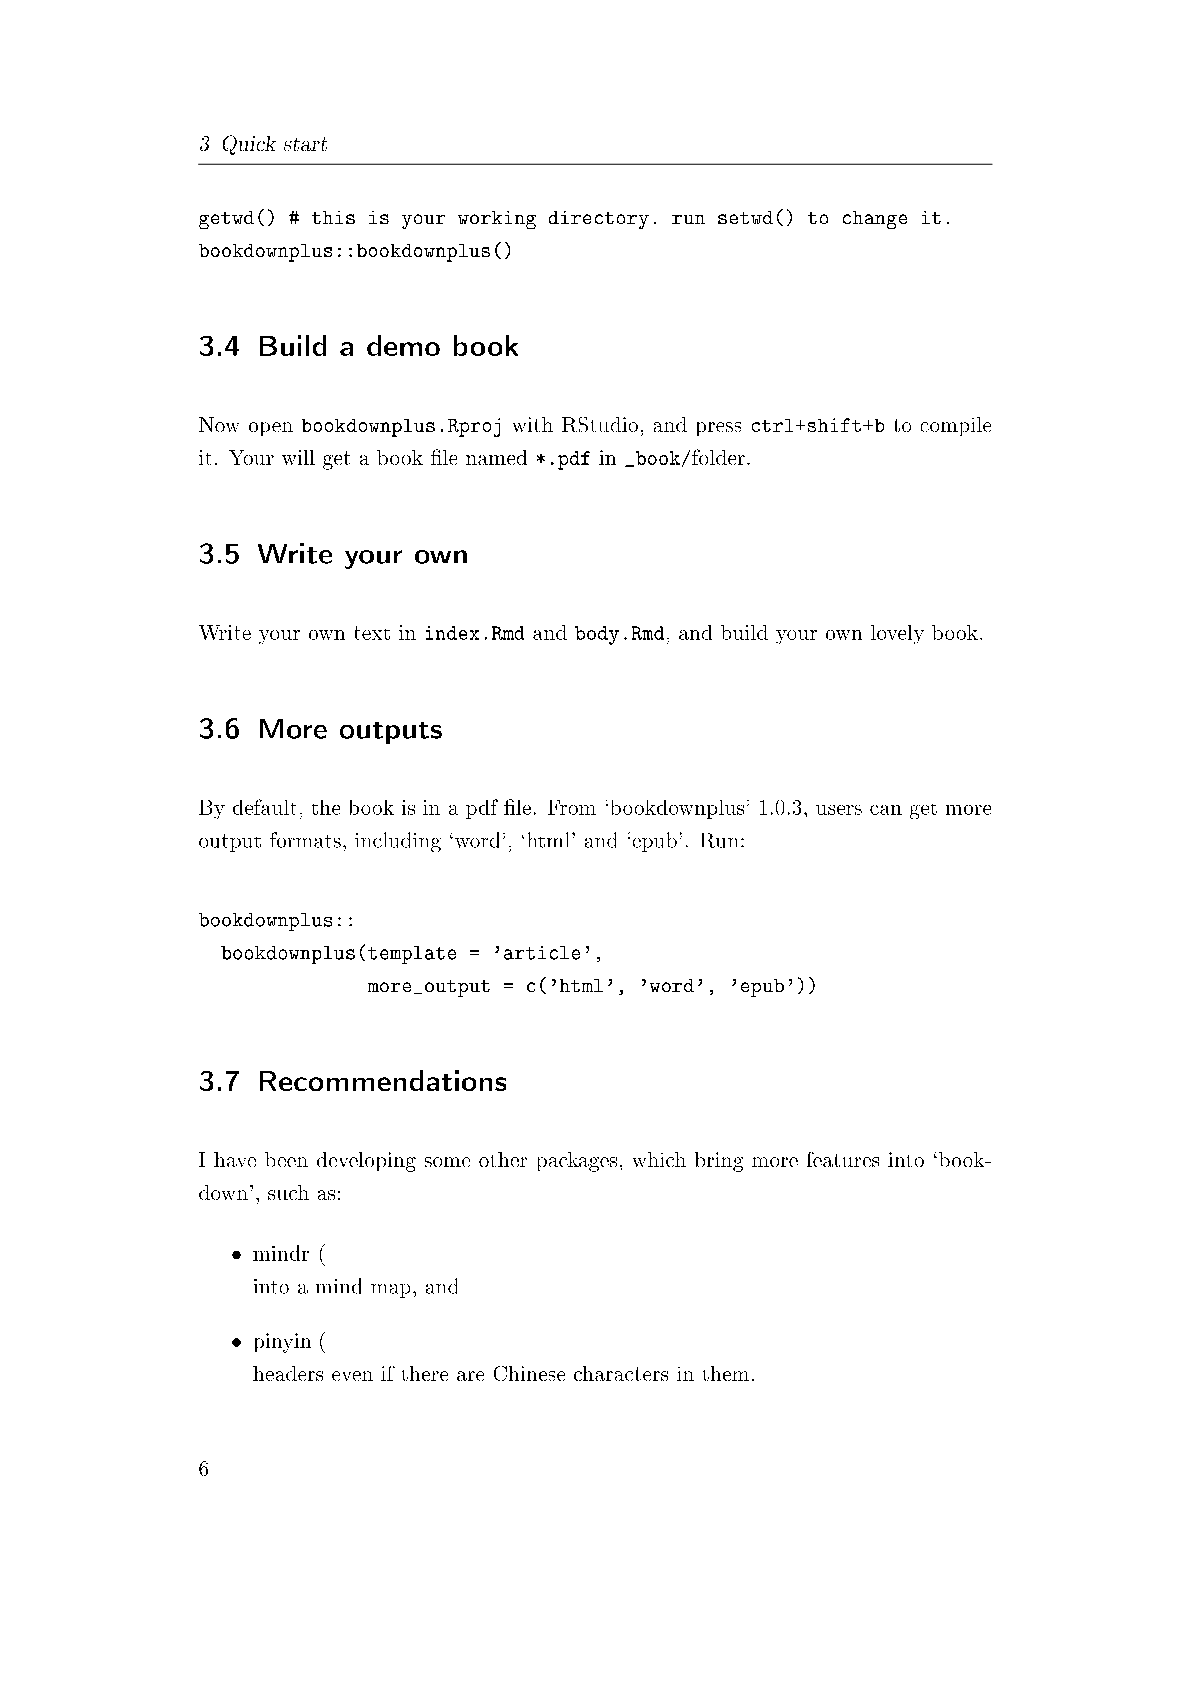 3 Quick start
getwd() # this is your working directory. run setwd() to change it.
bookdownplus::bookdownplus()
3.4 Build a demo book
Now open bookdownplus.Rproj with RStudio, and press ctrl+shift+b to compile
it. Your will get a book file named *.pdf in _book/folder.
3.5 Write your own
Write your own text in index.Rmd and body.Rmd, and build your own lovely book.
3.6 More outputs
By default, the book is in a pdf file. From ‘bookdownplus’ 1.0.3, users can get more
output formats, including ‘word’, ‘html’ and ‘epub’. Run:
bookdownplus::
  bookdownplus(template = ’article’,
               more_output = c(’html’, ’word’, ’epub’))
3.7 Recommendations
I have been developing some other packages, which bring more features into ‘book-
down’, such as:
• mindr (
into a mind map, and
• pinyin (
headers even if there are Chinese characters in them.
6